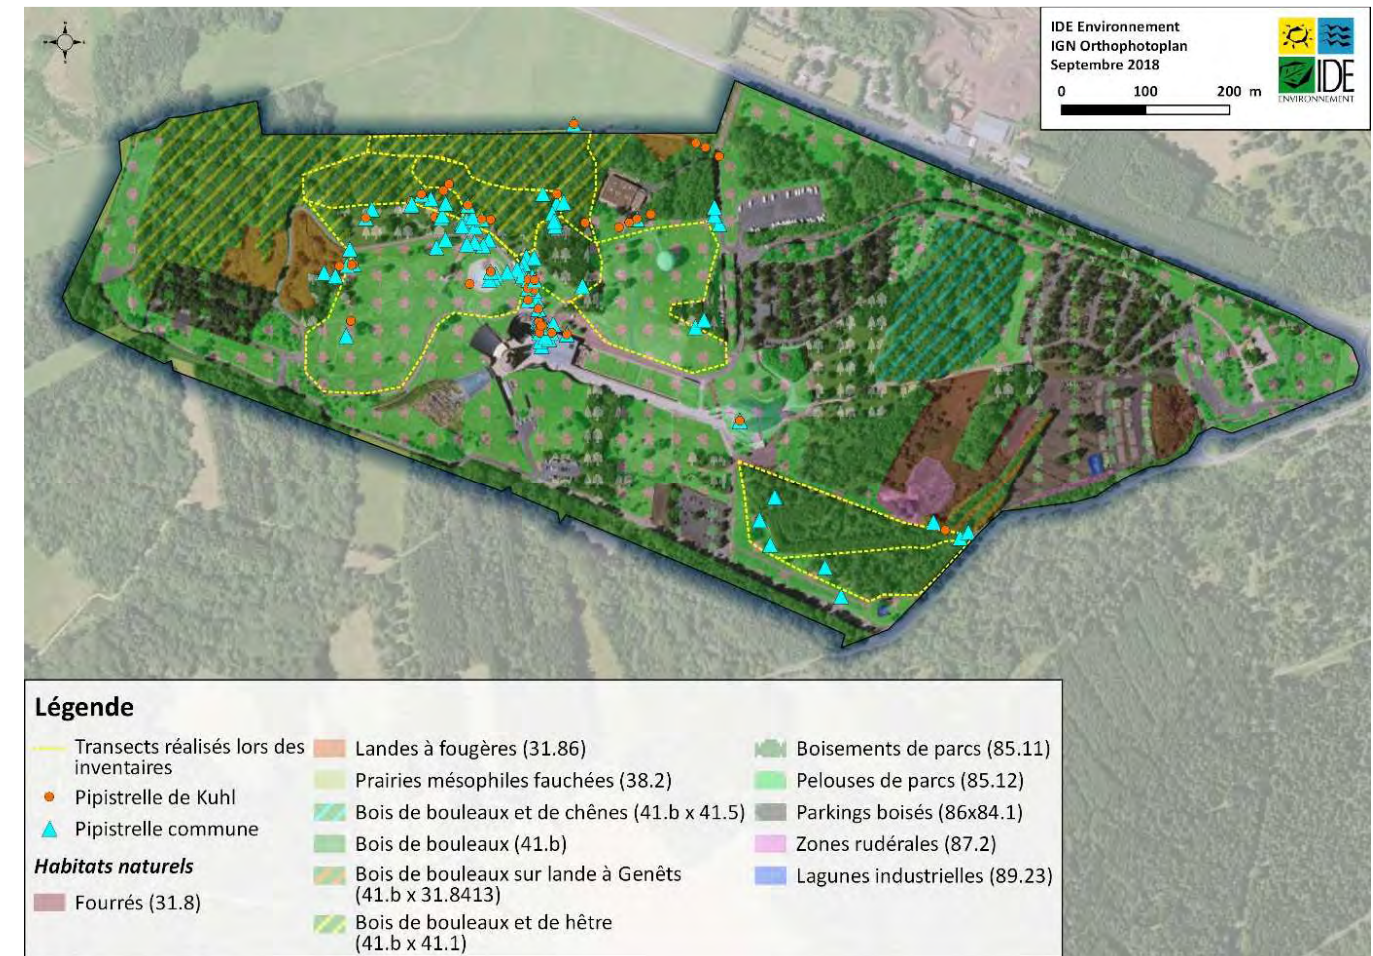 IDE Environnement
IGN Orthophotoplan
Septembre 2018
0 100 200 m
IDE
ENVIRONNEMENT
Légende
Transects réalisés lors des
inventaires
Pipistrelle de Kuhl
Pipistrelle commune
Habitats naturels
Fourrés (31.8)
Landes à fougères (31.86)
Prairies mésophiles fauchées (38.2)
Bois de bouleaux et de chênes (41.b x 41.5)
Bois de bouleaux (41.b)
Bois de bouleaux sur lande à Genêts
(41.b x 31.8413)
Bois de bouleaux et de hêtre
(41.b x 41.1)
Boisements de parcs (85.11)
Pelouses de parcs (85.12)
Parkings boisés (86x84.1)
Zones rudérales (87.2)
Lagunes industrielles (89.23)